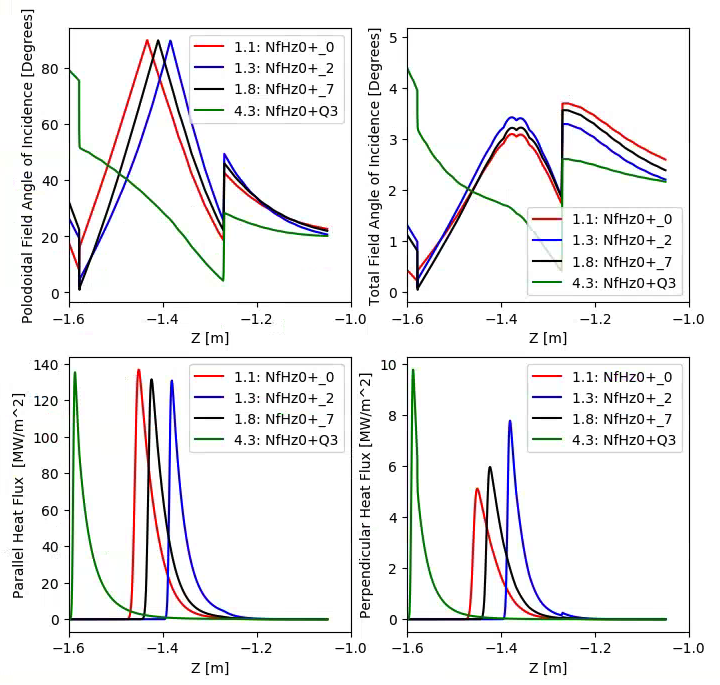 Polodoidal Field Angle of Incidence [Degrees]
80
60
40
20
0
−1.6
−1.4
−1.2
−1.0
Z [m]
1.1: NfHz0+_0
1.3: NfHz0+_2
1.8: NfHz0+_7
4.3: NfHz0+Q3
Total Field Angle of Incidence [Degrees]
5
4
3
2
1
0
−1.6
−1.4
−1.2
−1.0
Z [m]
1.1: NfHz0+_0
1.3: NfHz0+_2
1.8: NfHz0+_7
4.3: NfHz0+Q3
Parallel Heat Flux [MW/m^2]
140
120
100
80
60
40
20
0
−1.6
−1.4
−1.2
−1.0
Z [m]
1.1: NfHz0+_0
1.3: NfHz0+_2
1.8: NfHz0+_7
4.3: NfHz0+Q3
Perpendicular Heat Flux [MW/m^2]
10
8
6
4
2
0
−1.6
−1.4
−1.2
−1.0
Z [m]
1.1: NfHz0+_0
1.3: NfHz0+_2
1.8: NfHz0+_7
4.3: NfHz0+Q3